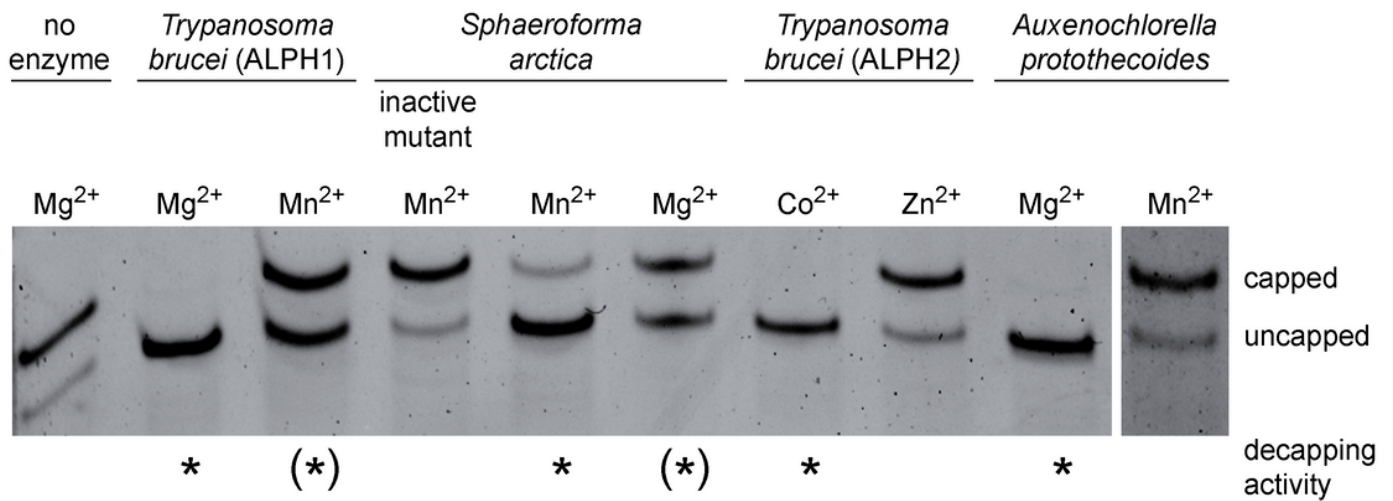 no
enzyme
Trypanosoma
brucei (ALPH1)
Sphaeroforma
arctica
Trypanosoma
brucei (ALPH2)
Auxenochlorella
protothecoides
inactive
mutant
Mg2+ Mg2+ Mn2+ Mn2+ Mn2+ Mg2+ Co2+ Zn2+ Mg2+ Mn2+
capped
uncapped
* (*) * (*) * *
decapping
activity